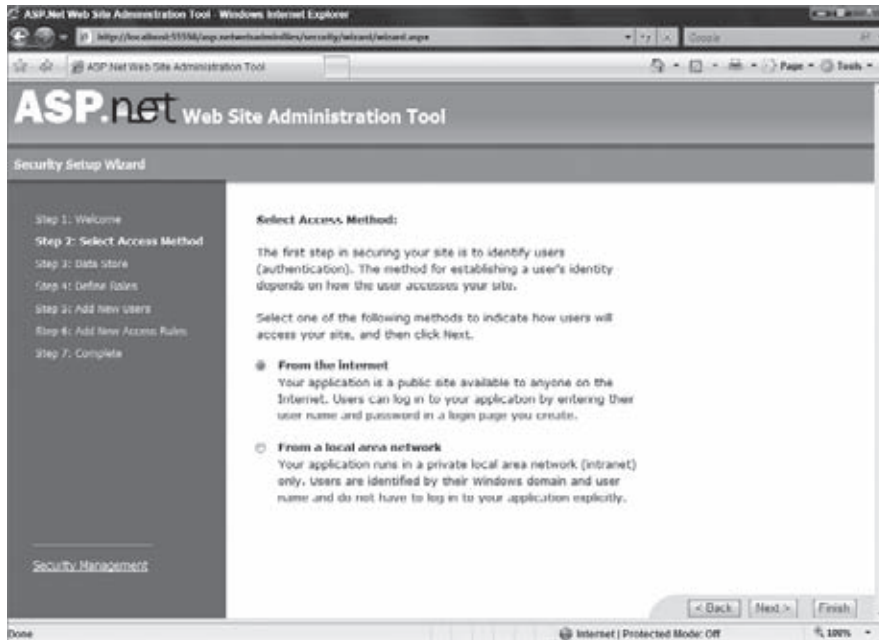 ASP.Net Web Site Administration Tool - Windows Internet Explorer
Google
ASP.Net Web Site Administration Tool
Page
Tools
ASP.net Web Site Administration Tool
Security Setup Wizard
Step 1: Welcome
Step 2: Select Access Method
Step 3: Data Store
Step 4: Define Roles
Step 5: Add New Users
Step 6: Add New Access Rules
Step 7: Complete
Security Management
Select Access Method:
The first step in securing your site is to identify users
(authentication). The method for establishing a user's identity
depends on how the user accesses your site.
Select one of the following methods to indicate how users will
access your site, and then click Next.
From the internet
Your application is a public site available to anyone on the
Internet. Users can log in to your application by entering their
user name and password in a login page you create.
From a local area network
Your application runs in a private local area network (intranet)
only. Users are identified by their Windows domain and user
name and do not have to log in to your application explicitly.
< Back
Next >
Finish
Done
Internet | Protected Mode: Off
100%